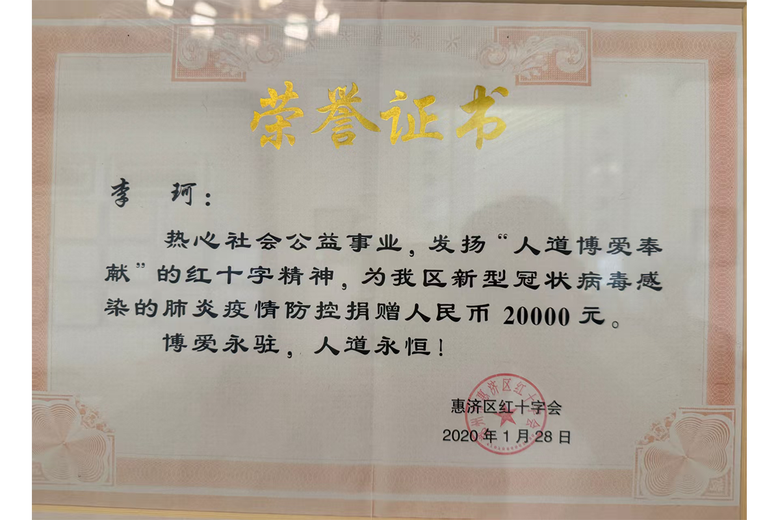 荣誉证书
李 珂：
热心社会公益事业，发扬“人道博爱奉
献”的红十字精神，为我区新型冠状病毒感
染的肺炎疫情防控捐赠人民币 20000 元。
博爱永驻，人道永恒！
惠济区红十字会
2020 年 1 月 28 日